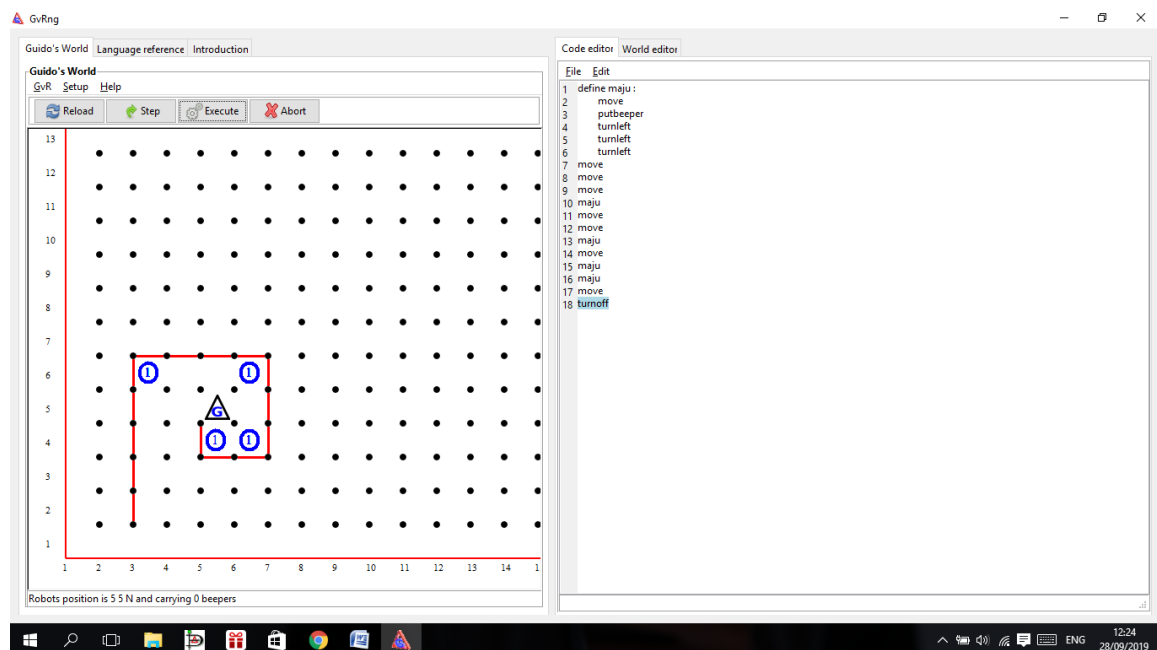 GvRng
Guido's World Language reference Introduction
Guido's World
GvR Setup Help
Reload Step Execute Abort
13
12
11
10
9
8
7
6
5
4
3
2
1
1 1
G
1 1
1 2 3 4 5 6 7 8 9 10 11 12 13 14 1
Robots position is 5 5 N and carrying 0 beepers
Code editor World editor
File Edit
1 define maju :
2 move
3 putbeeper
4 turnleft
5 turnleft
6 turnleft
7 move
8 move
9 move
10 maju
11 move
12 move
13 maju
14 move
15 maju
16 maju
17 move
18 turnoff
ENG
12:24
28/09/2019